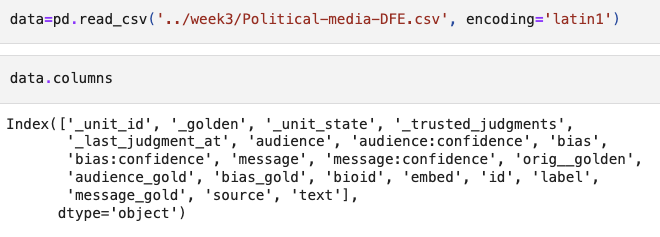 data=pd.read_csv('../week3/Political-media-DFE.csv', encoding='latin1')
data.columns
Index(['_unit_id', '_golden', '_unit_state', '_trusted_judgments',
'_last_judgment_at', 'audience', 'audience:confidence', 'bias',
'bias:confidence', 'message', 'message:confidence', 'orig__golden',
'audience_gold', 'bias_gold', 'bioid', 'embed', 'id', 'label',
'message_gold', 'source', 'text'],
dtype='object')